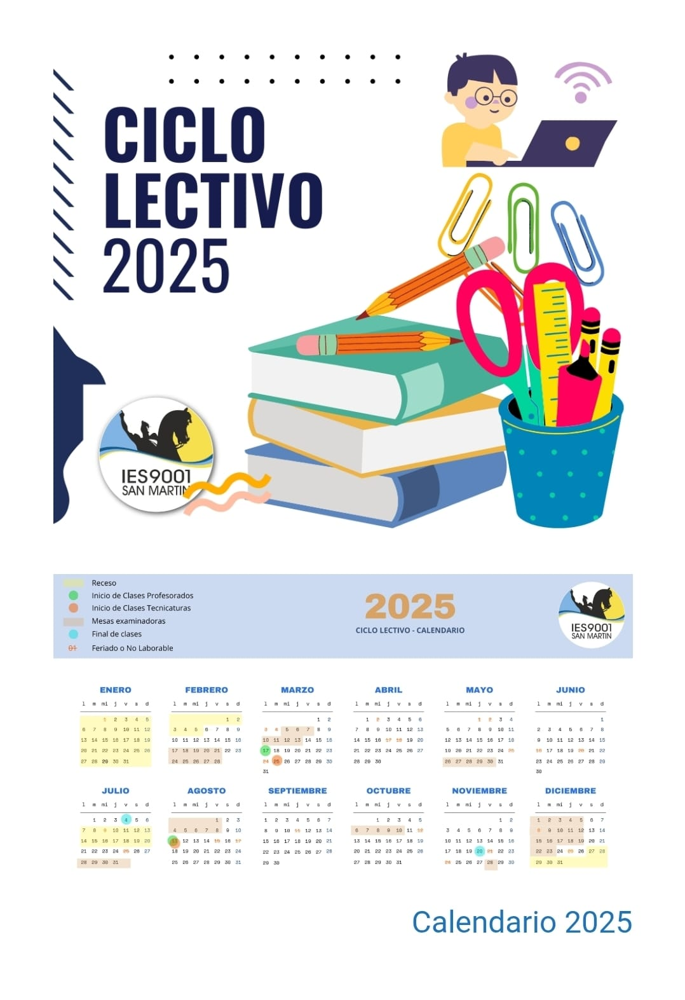 CICLO
LECTIVO
2025
IES9001
SAN MARTIN
Receso
Inicio de Clases Profesorados
Inicio de Clases Tecnicaturas
Mesas examinadoras
Final de clases
01 Feriado o No Laborable
2025
CICLO LECTIVO - CALENDARIO
IES9001
SAN MARTIN
ENERO
l m mi j v s d
1 2 3 4 5
6 7 8 9 10 11 12
13 14 15 16 17 18 19
20 21 22 23 24 25 26
27 28 29 30 31
FEBRERO
l m mi j v s d
1 2
3 4 5 6 7 8 9
10 11 12 13 14 15 16
17 18 19 20 21 22 23
24 25 26 27 28
MARZO
l m mi j v s d
1 2
3 4 5 6 7 8 9
10 11 12 13 14 15 16
17 18 19 20 21 22 23
24 25 26 27 28 29 30
31
ABRIL
l m mi j v s d
1 2 3 4 5 6
7 8 9 10 11 12 13
14 15 16 17 18 19 20
21 22 23 24 25 26 27
28 29 30
MAYO
l m mi j v s d
1 2 3 4
5 6 7 8 9 10 11
12 13 14 15 16 17 18
19 20 21 22 23 24 25
26 27 28 29 30 31
JUNIO
l m mi j v s d
1
2 3 4 5 6 7 8
9 10 11 12 13 14 15
16 17 18 19 20 21 22
23 24 25 26 27 28 29
30
JULIO
l m mi j v s d
1 2 3 4 5 6
7 8 9 10 11 12 13
14 15 16 17 18 19 20
21 22 23 24 25 26 27
28 29 30 31
AGOSTO
l m mi j v s d
1 2 3
4 5 6 7 8 9 10
11 12 13 14 15 16 17
18 19 20 21 22 23 24
25 26 27 28 29 30 31
SEPTIEMBRE
l m mi j v s d
1 2 3 4 5 6 7
8 9 10 11 12 13 14
15 16 17 18 19 20 21
22 23 24 25 26 27 28
29 30
OCTUBRE
l m mi j v s d
1 2 3 4 5
6 7 8 9 10 11 12
13 14 15 16 17 18 19
20 21 22 23 24 25 26
27 28 29 30 31
NOVIEMBRE
l m mi j v s d
1 2
3 4 5 6 7 8 9
10 11 12 13 14 15 16
17 18 19 20 21 22 23
24 25 26 27 28 29 30
DICIEMBRE
l m mi j v s d
1 2 3 4 5 6 7
8 9 10 11 12 13 14
15 16 17 18 19 20 21
22 23 24 25 26 27 28
29 30 31
Calendario 2025